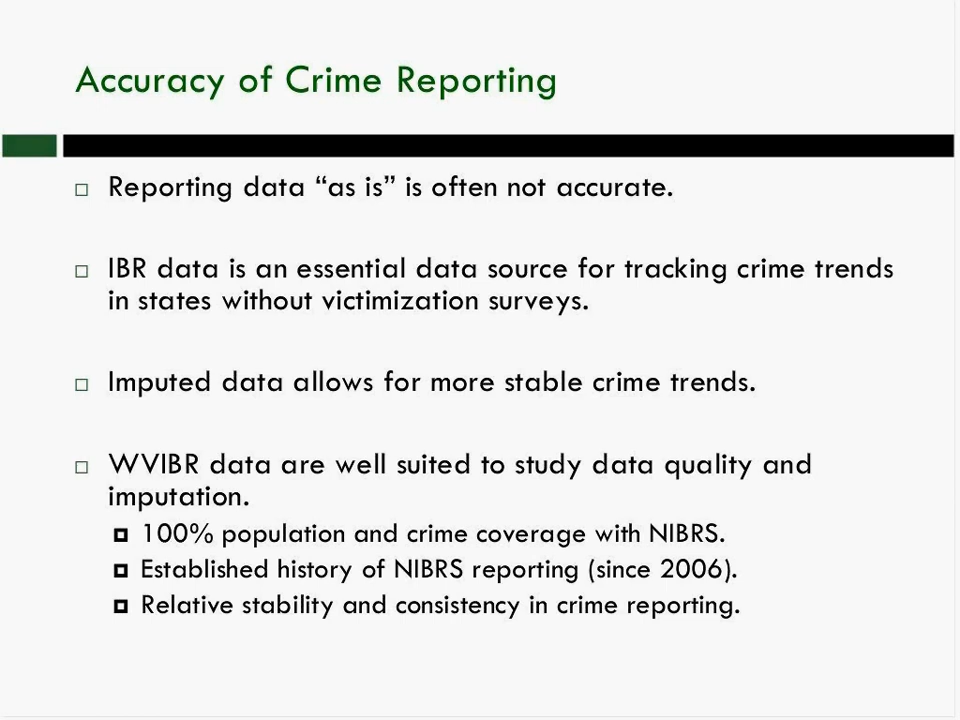 Accuracy of Crime Reporting
Reporting data “as is” is often not accurate.
IBR data is an essential data source for tracking crime trends
in states without victimization surveys.
Imputed data allows for more stable crime trends.
WVIBR data are well suited to study data quality and
imputation.
100% population and crime coverage with NIBRS.
Established history of NIBRS reporting (since 2006).
Relative stability and consistency in crime reporting.